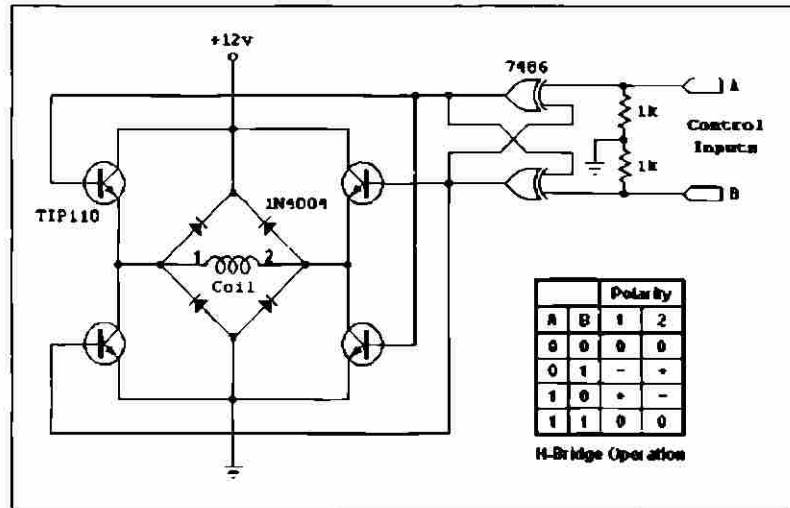 +12v
7486
A
1k
Control
Inputs
1k
B
TIP110
1N4004
1 2
Coil
Polarity
A B 1 2
0 0 0 0
0 1 - +
1 0 + -
1 1 0 0
H-Bridge Operation